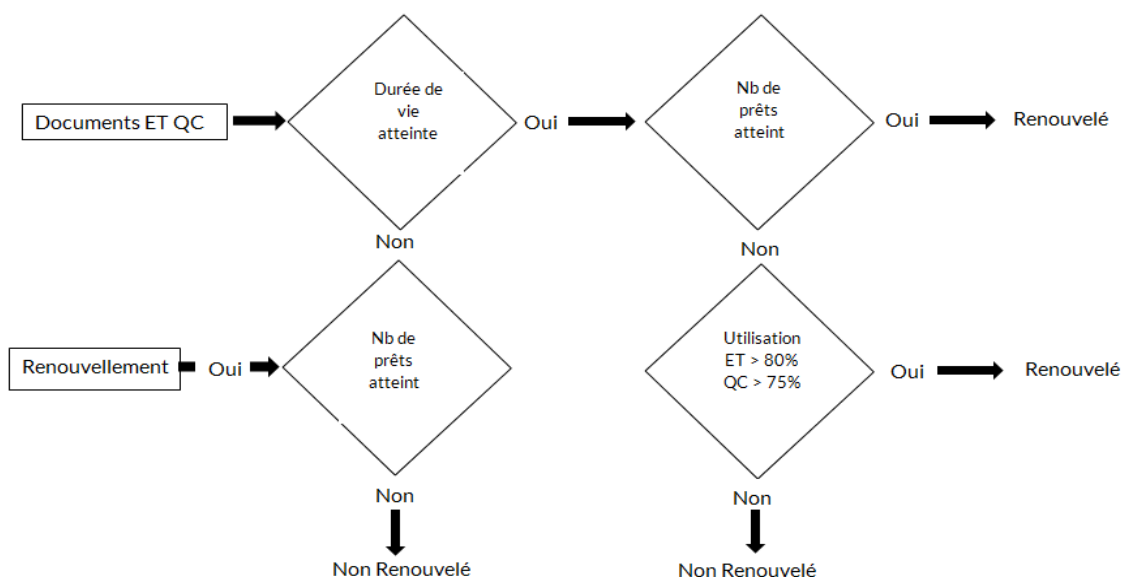 Documents ET QC
Durée de
vie
atteinte
Oui
Nb de
prêts
atteint
Oui
Renouvelé
Non
Non
Renouvellement
Oui
Nb de
prêts
atteint
Utilisation
ET > 80%
QC > 75%
Oui
Renouvelé
Non
Non
Non Renouvelé
Non Renouvelé